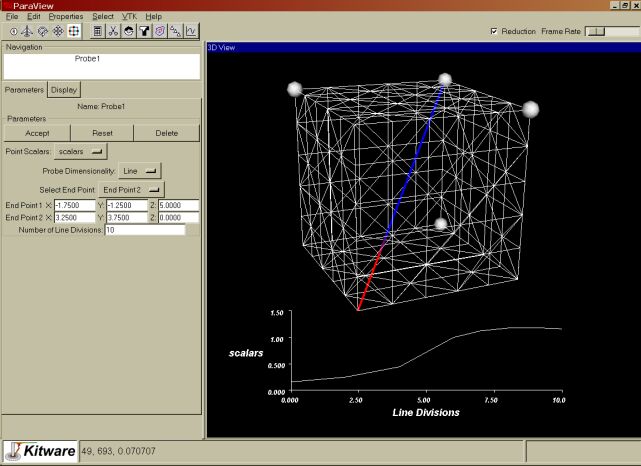 ParaView
File Edit Properties Select VTK Help
Reduction Frame Rate
Navigation
Probe1
3D View
Parameters Display
Name: Probe1
Parameters
Accept Reset Delete
Point Scalars: scalars
Probe Dimensionality: Line
Select End Point: End Point 2
End Point 1 X: -1.7500 Y: -1.2500 Z: 5.0000
End Point 2 X: 3.2500 Y: 3.7500 Z: 0.0000
Number of Line Divisions: 10
1.50
1.00
scalars
0.500
0.000
0.000 2.50 5.00 7.50 10.0
Line Divisions
Kitware 49, 693, 0.070707